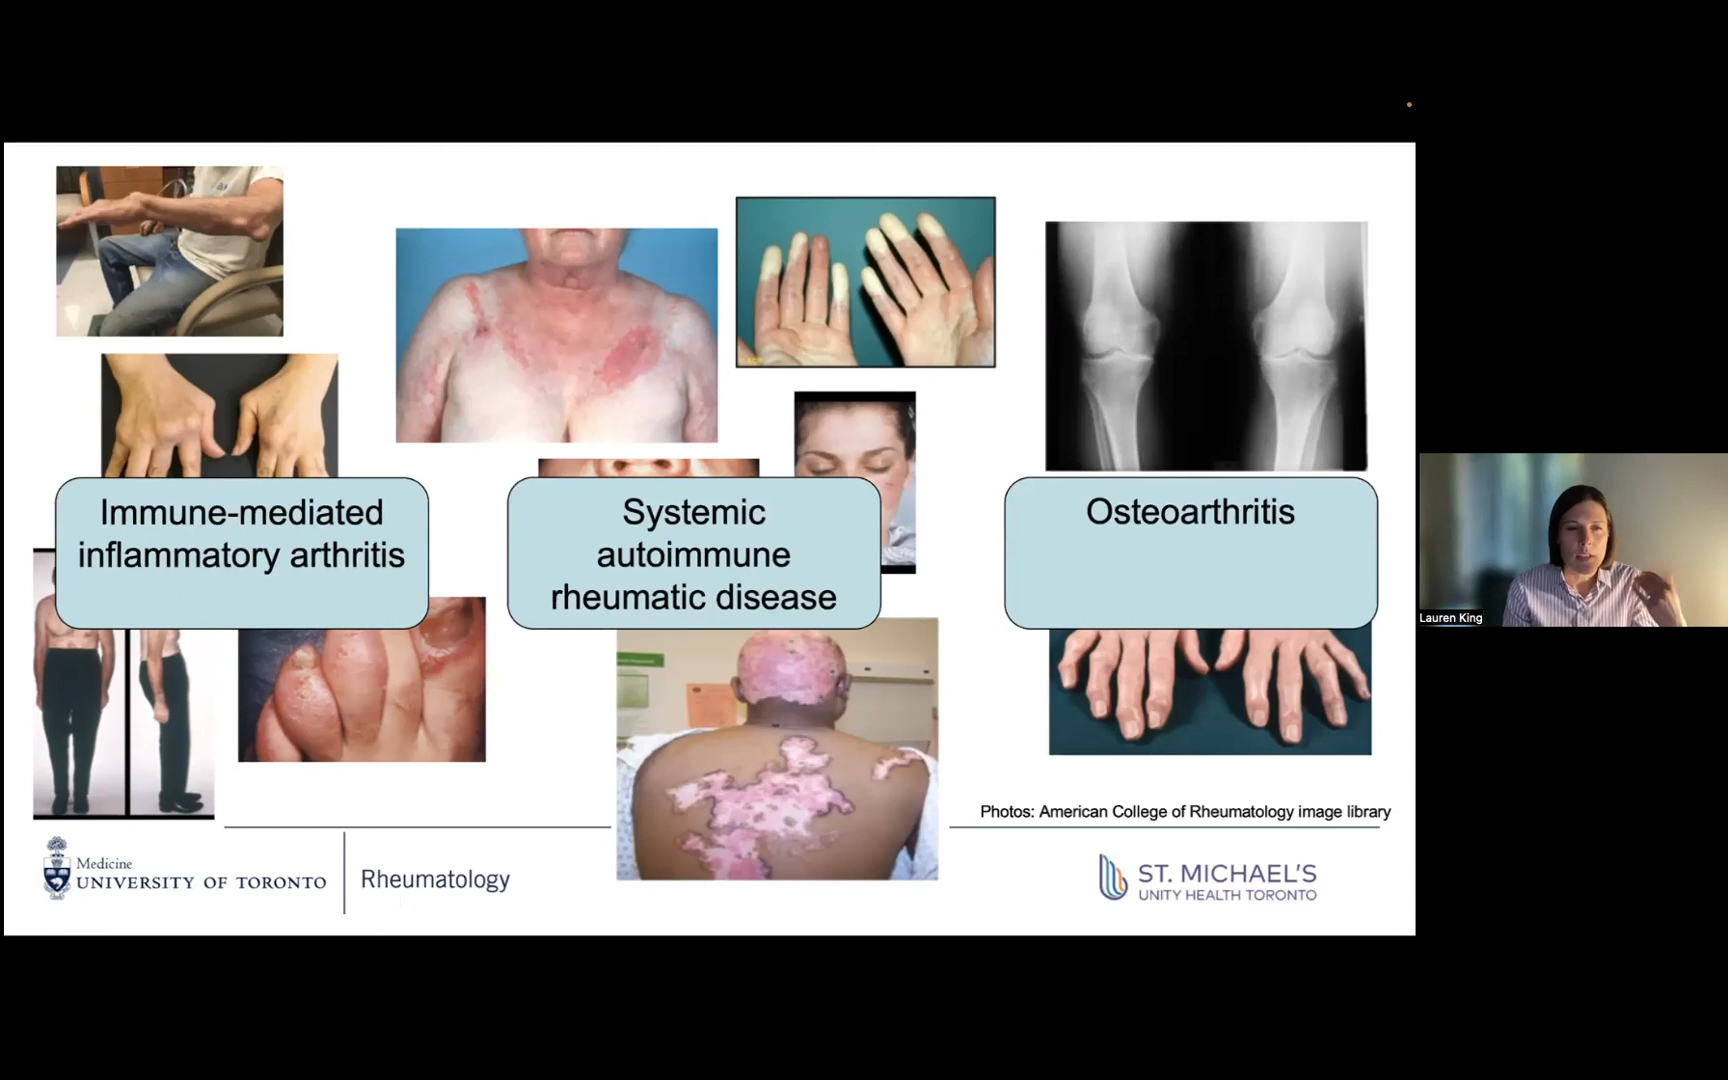 Immune-mediated
inflammatory arthritis
Systemic
autoimmune
rheumatic disease
Osteoarthritis
Photos: American College of Rheumatology image library
Medicine
UNIVERSITY OF TORONTO
Rheumatology
ST. MICHAEL'S
UNITY HEALTH TORONTO
Lauren King